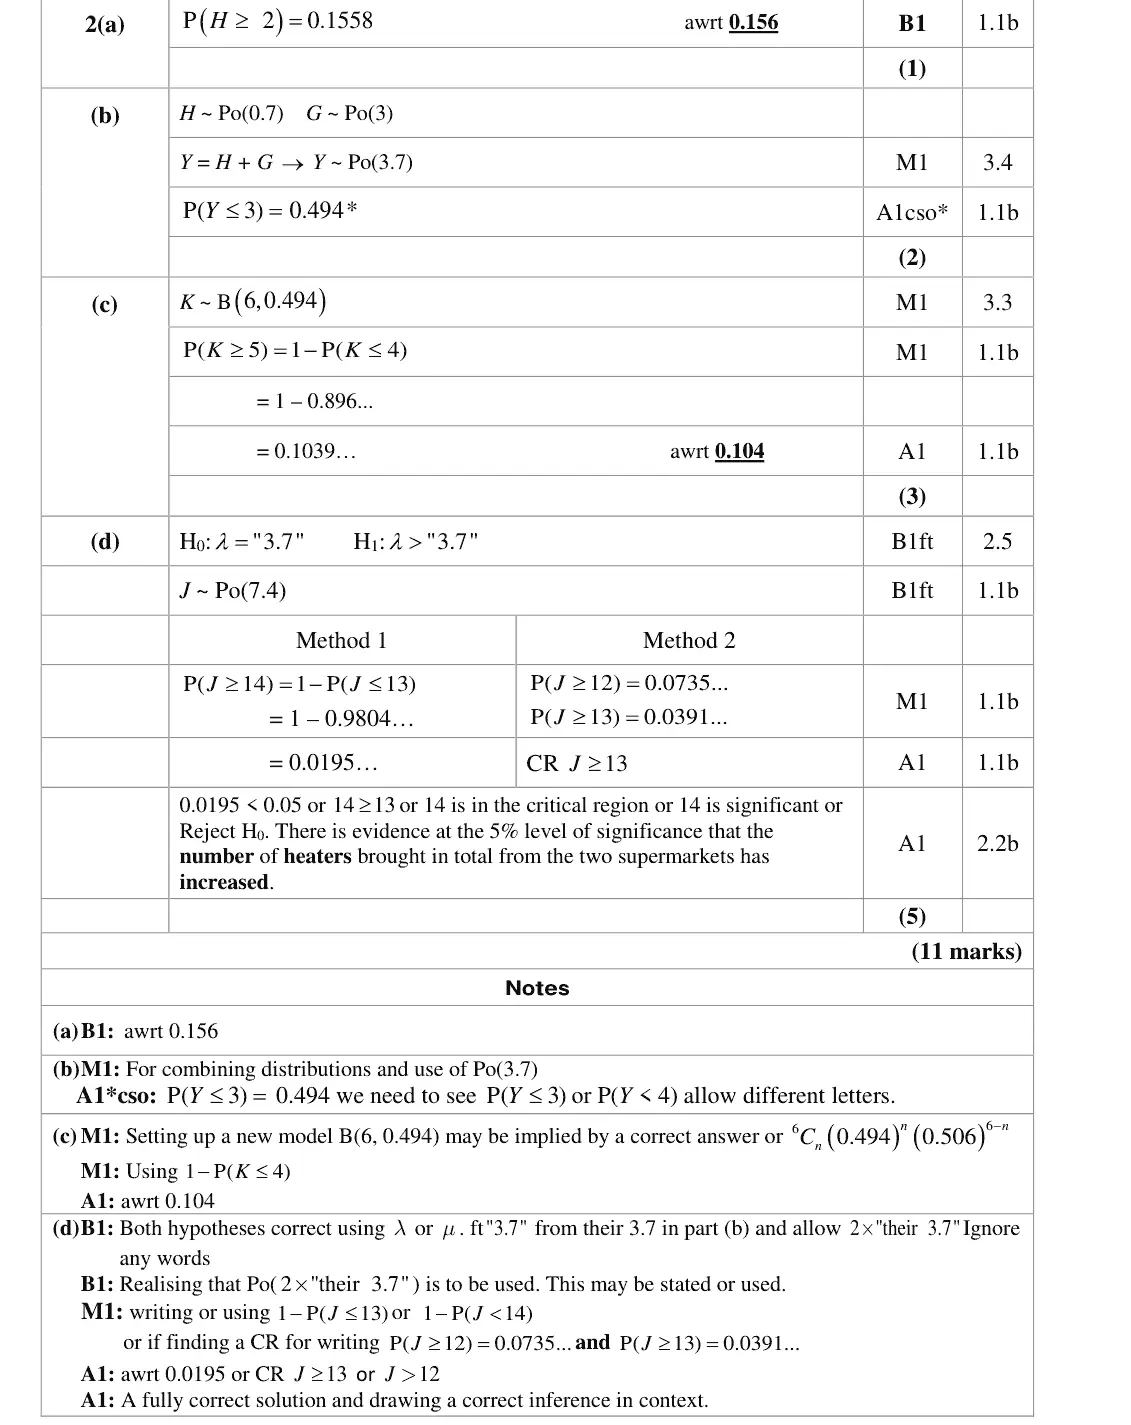 2(a) P(H ≥ 2) = 0.1558 awrt 0.156 B1 1.1b
(1)
(b) H ~ Po(0.7) G ~ Po(3)
Y = H + G → Y ~ Po(3.7) M1 3.4
P(Y ≤ 3) = 0.494* A1cso* 1.1b
(2)
(c) K ~ B(6, 0.494) M1 3.3
P(K ≥ 5) = 1 – P(K ≤ 4) M1 1.1b
= 1 – 0.896...
= 0.1039… awrt 0.104 A1 1.1b
(3)
(d) H₀: λ = "3.7" H₁: λ > "3.7" B1ft 2.5
J ~ Po(7.4) B1ft 1.1b
Method 1 Method 2
P(J ≥ 14) = 1 – P(J ≤ 13) P(J ≥ 12) = 0.0735... M1 1.1b
= 1 – 0.9804… P(J ≥ 13) = 0.0391...
= 0.0195… CR J ≥ 13 A1 1.1b
0.0195 < 0.05 or 14 ≥ 13 or 14 is in the critical region or 14 is significant or
Reject H₀. There is evidence at the 5% level of significance that the
number of heaters brought in total from the two supermarkets has A1 2.2b
increased.
(5)
(11 marks)
Notes
(a) B1: awrt 0.156
(b) M1: For combining distributions and use of Po(3.7)
A1*cso: P(Y ≤ 3) = 0.494 we need to see P(Y ≤ 3) or P(Y < 4) allow different letters.
(c) M1: Setting up a new model B(6, 0.494) may be implied by a correct answer or ⁶Cₙ(0.494)ⁿ(0.506)⁶⁻ⁿ
M1: Using 1 – P(K ≤ 4)
A1: awrt 0.104
(d) B1: Both hypotheses correct using λ or μ. ft "3.7" from their 3.7 in part (b) and allow 2×"their 3.7" Ignore
any words
B1: Realising that Po(2×"their 3.7") is to be used. This may be stated or used.
M1: writing or using 1 – P(J ≤ 13) or 1 – P(J < 14)
or if finding a CR for writing P(J ≥ 12) = 0.0735... and P(J ≥ 13) = 0.0391...
A1: awrt 0.0195 or CR J ≥ 13 or J > 12
A1: A fully correct solution and drawing a correct inference in context.